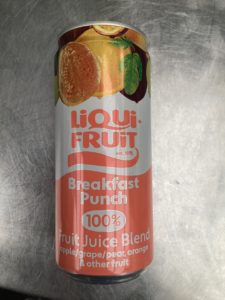 LiQUi-
FRUiT
Breakfast
Punch
100%
Fruit Juice Blend
apple/grape/pear, orange
& other fruit